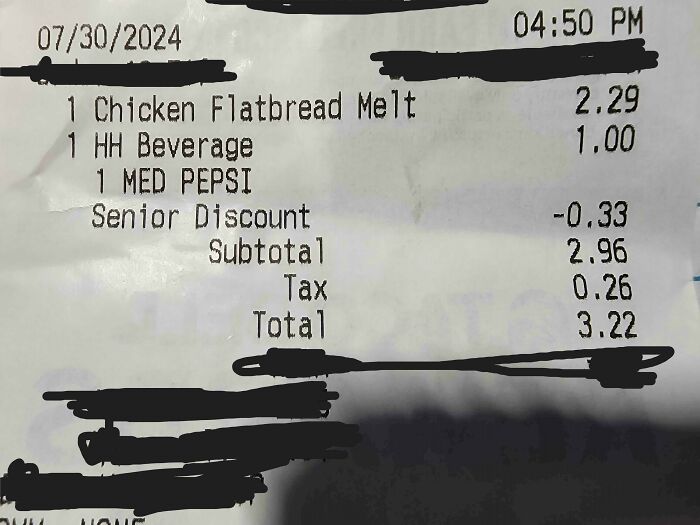 07/30/2024 04:50 PM
1 Chicken Flatbread Melt 2.29
1 HH Beverage 1.00
1 MED PEPSI
Senior Discount -0.33
Subtotal 2.96
Tax 0.26
Total 3.22